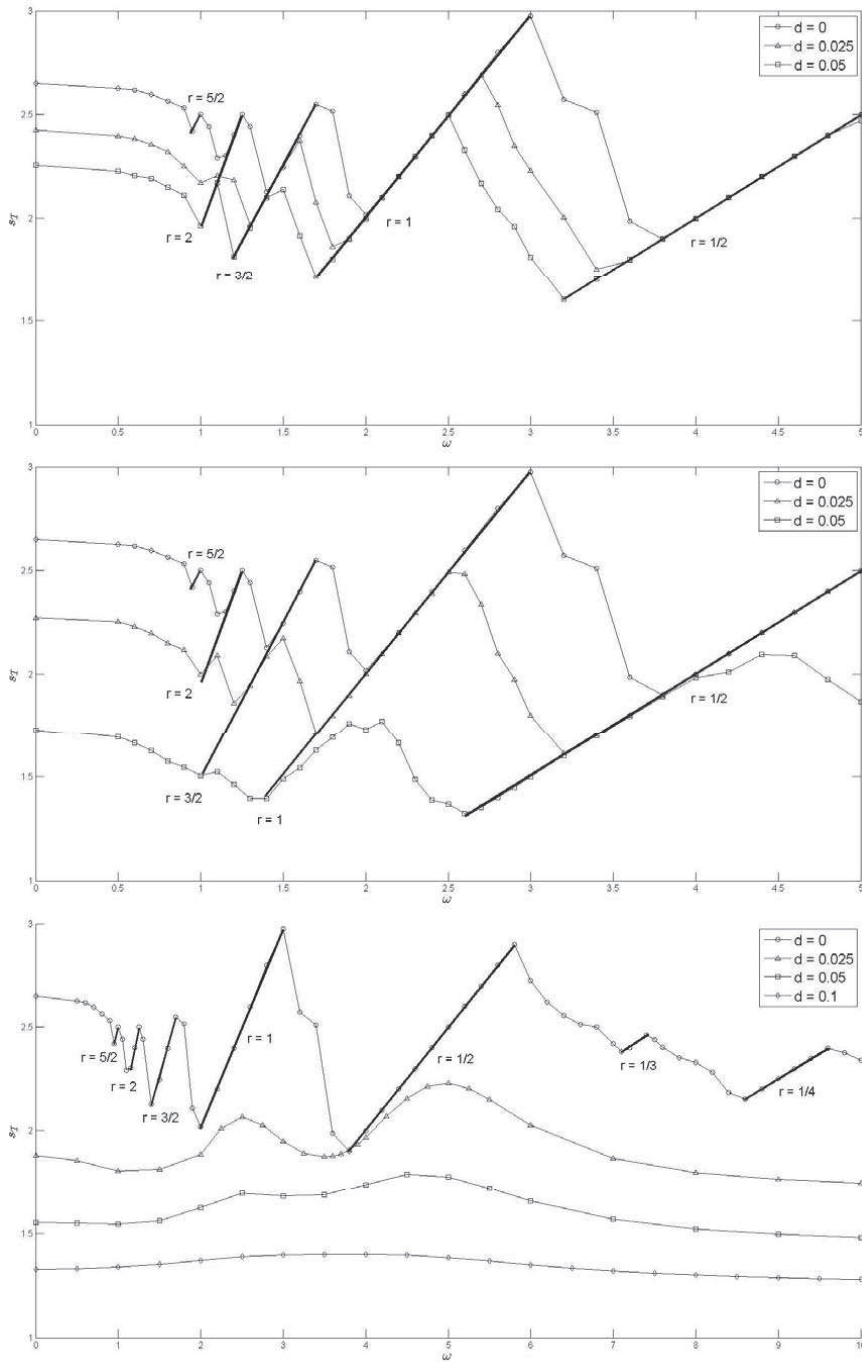 3
2.5
2
1.5
1
s_T
0
0.5
1
1.5
2
2.5
3
3.5
4
4.5
5
ω
r = 5/2
r = 2
r = 3/2
r = 1
r = 1/2
d = 0
d = 0.025
d = 0.05
3
2.5
2
1.5
1
s_T
0
0.5
1
1.5
2
2.5
3
3.5
4
4.5
5
ω
r = 5/2
r = 2
r = 3/2
r = 1
r = 1/2
d = 0
d = 0.025
d = 0.05
3
2.5
2
1.5
1
s_T
0
1
2
3
4
5
6
7
8
9
10
ω
r = 5/2
r = 2
r = 3/2
r = 1
r = 1/2
r = 1/3
r = 1/4
d = 0
d = 0.025
d = 0.05
d = 0.1